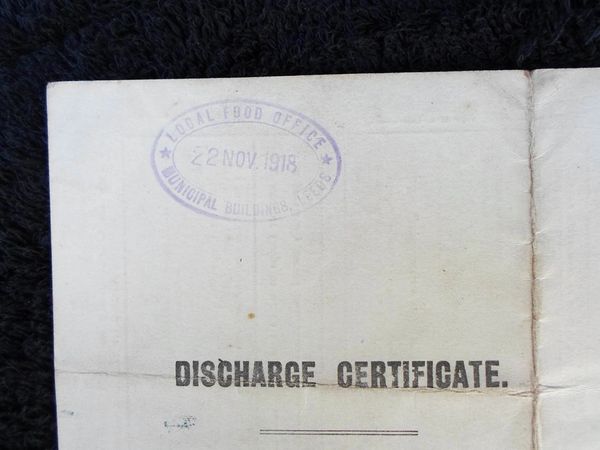 ★ LOCAL FOOD OFFICE ★
22 NOV. 1918
MUNICIPAL BUILDINGS, LEEDS
DISCHARGE CERTIFICATE.